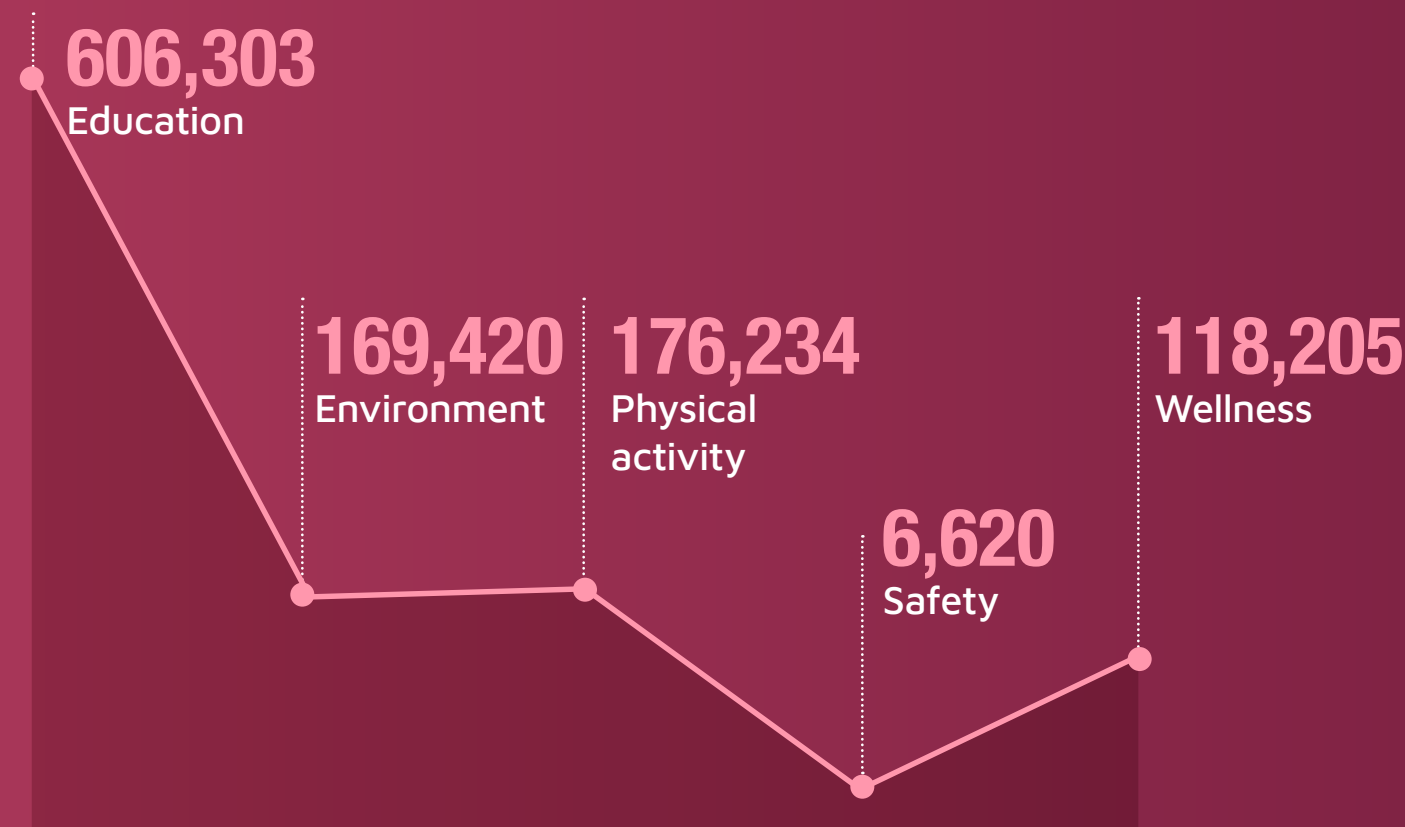 606,303
Education
169,420
Environment
176,234
Physical
activity
6,620
Safety
118,205
Wellness